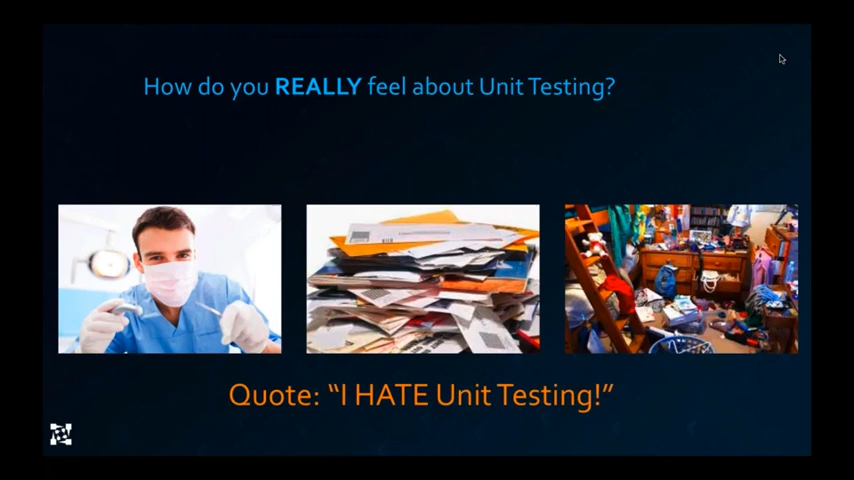 How do you REALLY feel about Unit Testing?
Quote: “I HATE Unit Testing!”